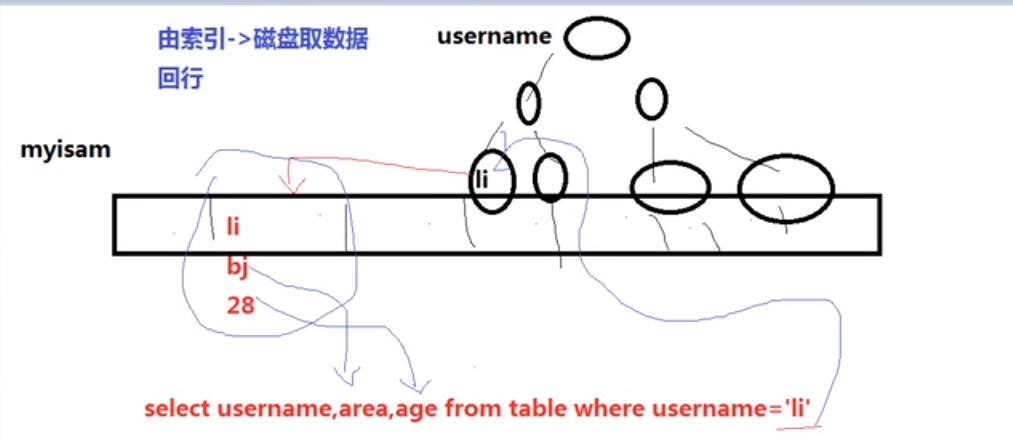 由索引->磁盘取数据
回行
username
myisam
li
li
bj
28
select username,area,age from table where username='li'